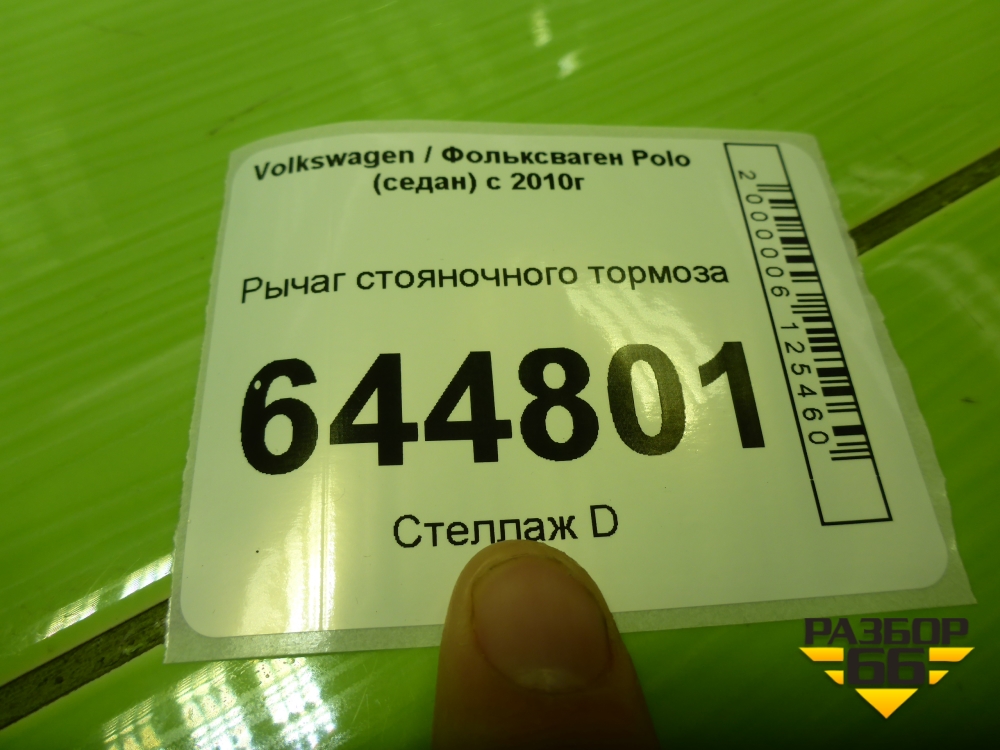 Volkswagen / Фольксваген Polo
(седан) с 2010г
Рычаг стояночного тормоза
644801
Стеллаж D
2000006125460
РАЗБОР
66